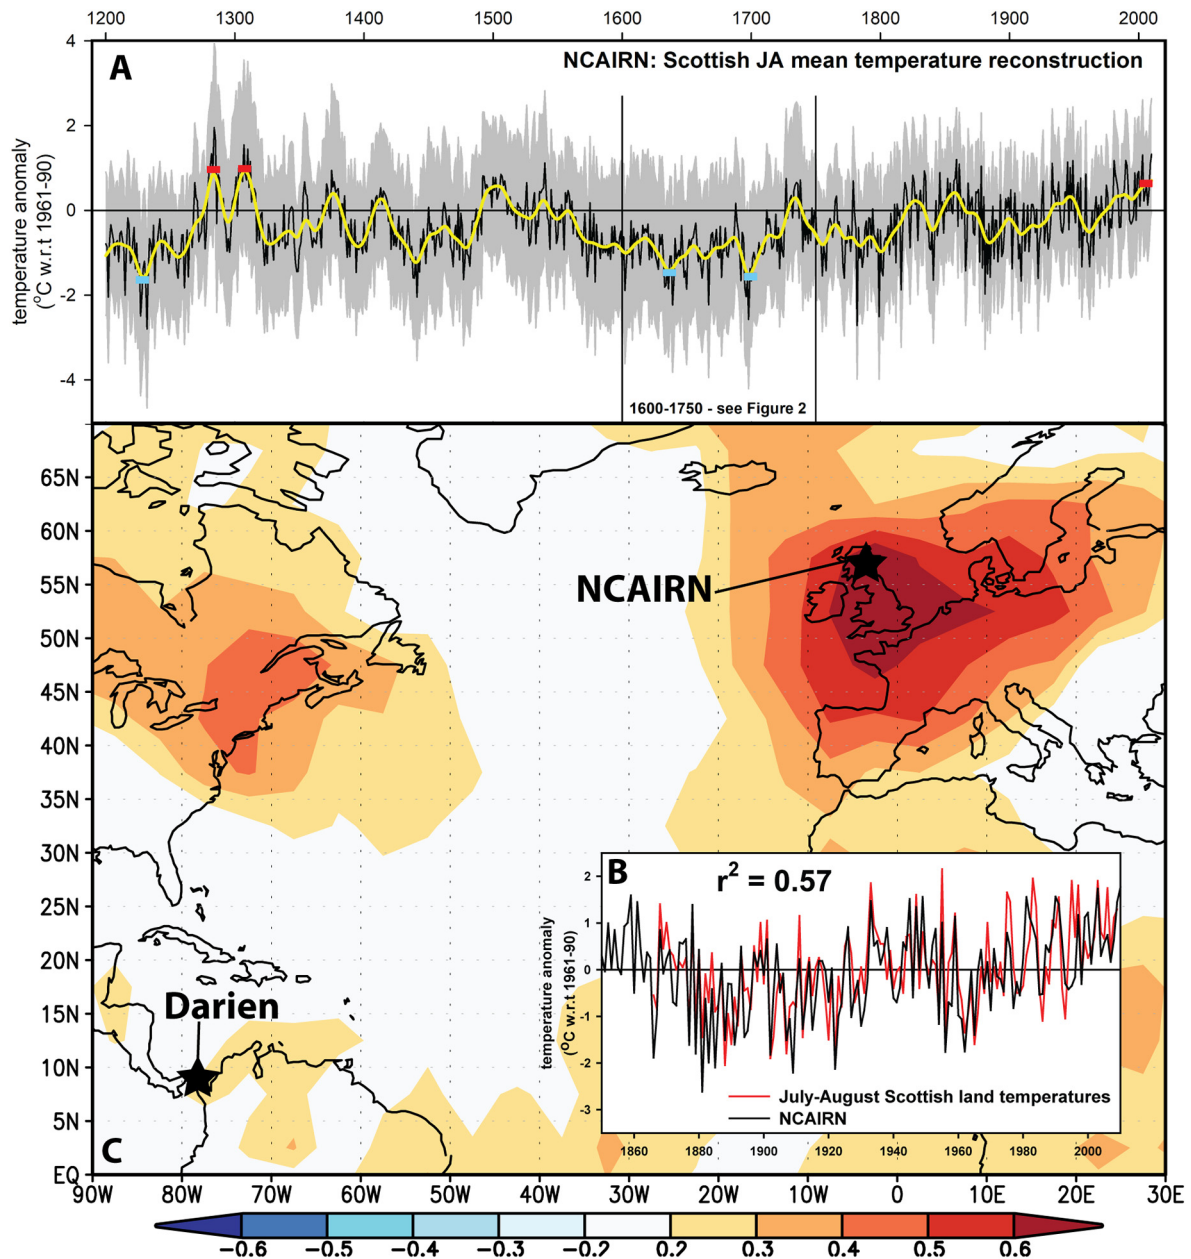 1200 1300 1400 1500 1600 1700 1800 1900 2000
A
NCAIRN: Scottish JA mean temperature reconstruction
temperature anomaly
(°C w.r.t 1961-90)
4
2
0
-2
-4
1600-1750 - see Figure 2
65N
60N
55N
50N
45N
40N
35N
30N
25N
20N
15N
10N
5N
EQ
NCAIRN
Darien
C
B
r² = 0.57
temperature anomaly
(°C w.r.t 1961-90)
2
1
0
-1
-2
-3
July-August Scottish land temperatures
NCAIRN
1860 1880 1900 1920 1940 1960 1980 2000
90W 80W 70W 60W 50W 40W 30W 20W 10W 0 10E 20E 30E
-0.6 -0.5 -0.4 -0.3 -0.2 0.2 0.3 0.4 0.5 0.6